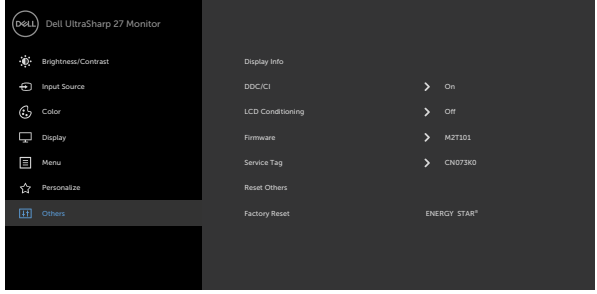 DELL Dell UltraSharp 27 Monitor
Brightness/Contrast
Input Source
Color
Display
Menu
Personalize
Others
Display Info
DDC/CI On
LCD Conditioning Off
Firmware M2T101
Service Tag CN073K0
Reset Others
Factory Reset ENERGY STAR®